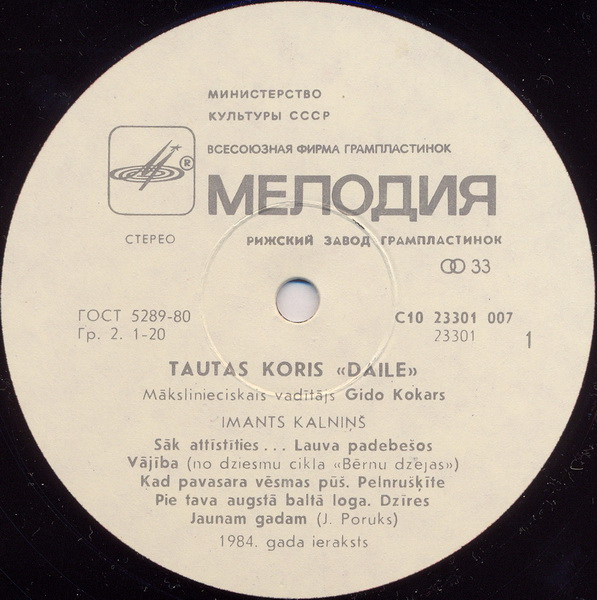 МИНИСТЕРСТВО
КУЛЬТУРЫ СССР
ВСЕСОЮЗНАЯ ФИРМА ГРАМПЛАСТИНОК
®
МЕЛОДИЯ
СТЕРЕО
РИЖСКИЙ ЗАВОД ГРАМПЛАСТИНОК
33
ГОСТ 5289-80
С10 23301 007
Гр. 2. 1-20
23301
1
TAUTAS KORIS «DAILE»
Mākslinieciskais vadītājs Gido Kokars
IMANTS KALNIŅŠ
Sāk attīstīties... Lauva padebešos
Vājība (no dziesmu cikla «Bērnu dzejas»)
Kad pavasara vēsmas pūš. Pelnrušķīte
Pie tava augstā baltā loga. Dzīres
Jaunam gadam (J. Poruks)
1984. gada ieraksts